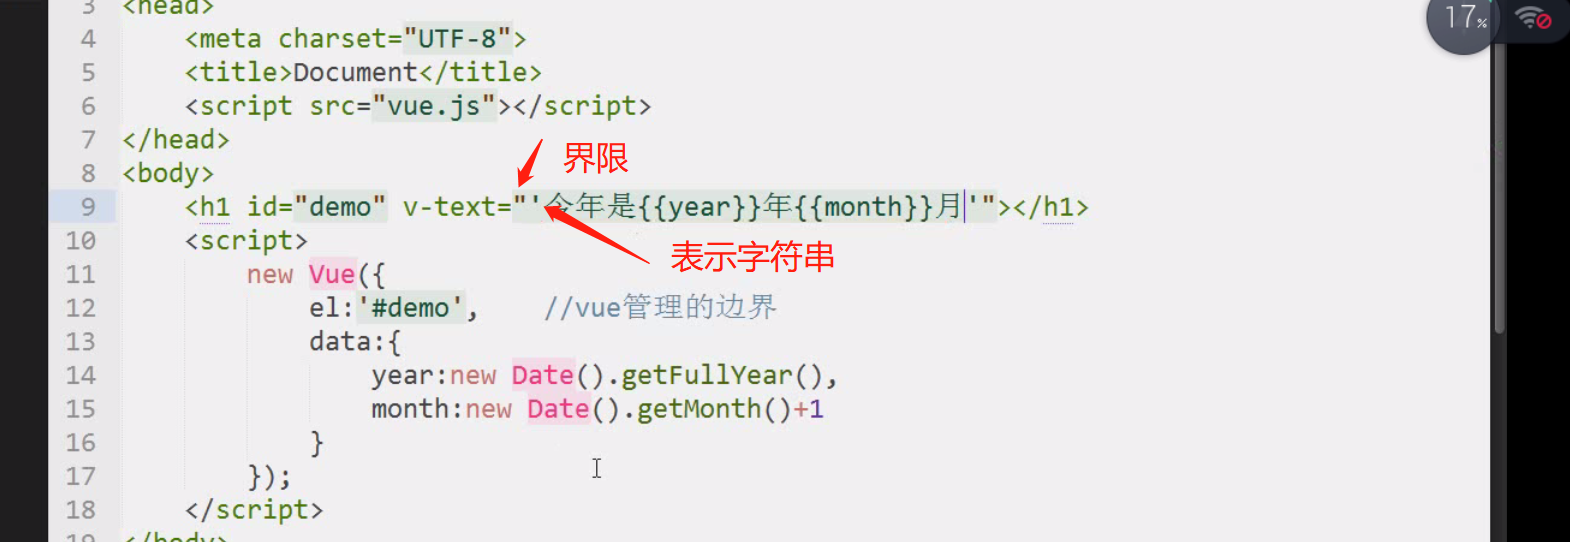 3 <head>
17%
4 <meta charset="UTF-8">
5 <title>Document</title>
6 <script src="vue.js"></script>
7 </head>
界限
8 <body>
9 <h1 id="demo" v-text="'今年是{{year}}年{{month}}月'"></h1>
10 <script>
表示字符串
11 new Vue({
12 el:'#demo', //vue管理的边界
13 data:{
14 year:new Date().getFullYear(),
15 month:new Date().getMonth()+1
16 }
17 });
18 </script>
19 </body>